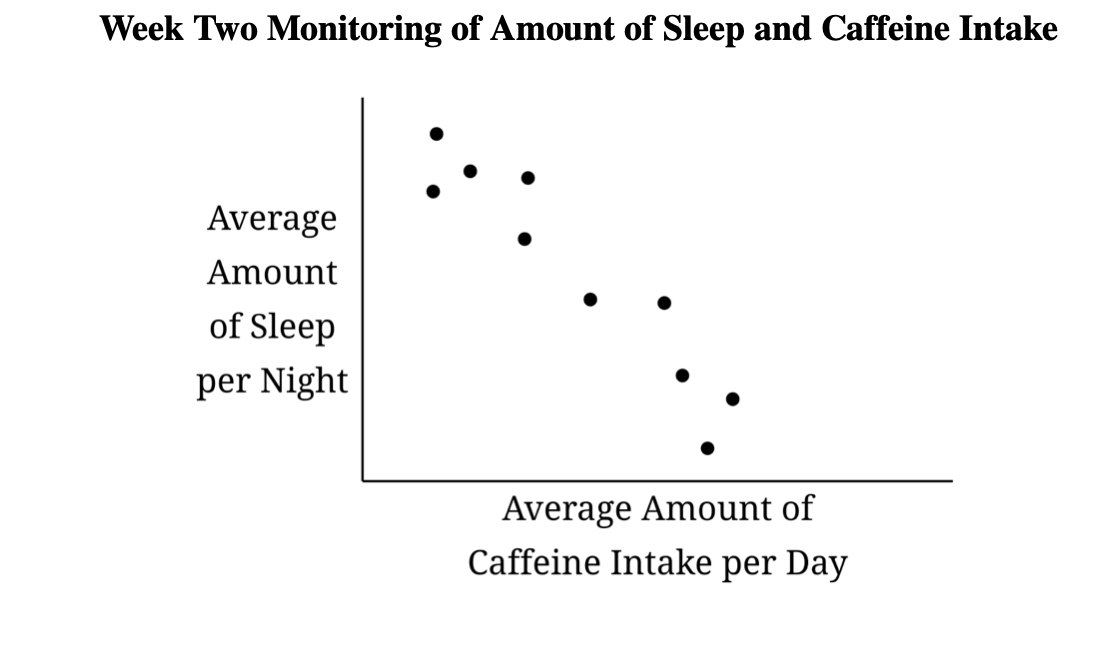 Week Two Monitoring of Amount of Sleep and Caffeine Intake
Average
Amount
of Sleep
per Night
Average Amount of
Caffeine Intake per Day